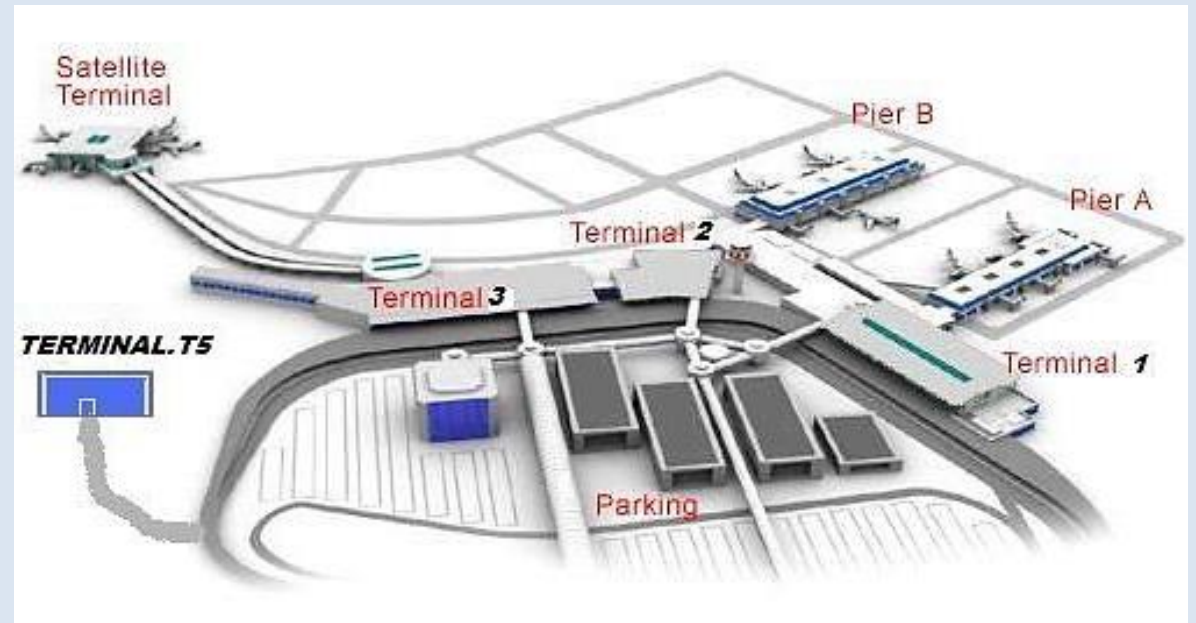 Satellite
Terminal
Pier B
Pier A
Terminal 2
Terminal 3
TERMINAL.T5
Terminal 1
Parking